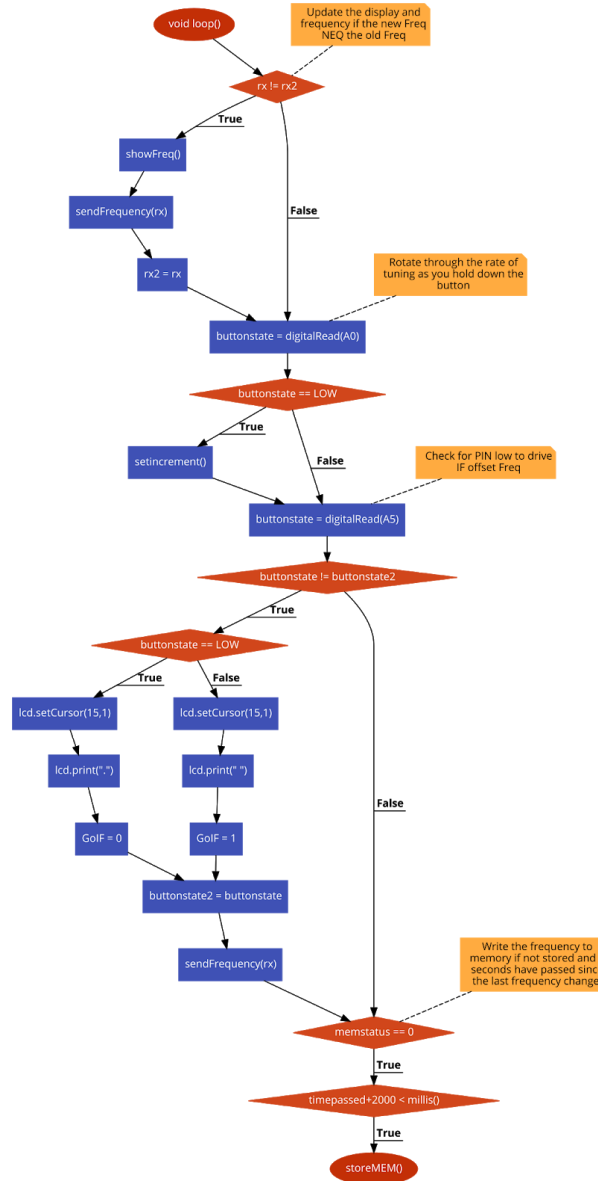 void loop()
Update the display and
frequency if the new Freq
NEQ the old Freq
rx != rx2
True
showFreq()
sendFrequency(rx)
False
rx2 = rx
Rotate through the rate of
tuning as you hold down the
button
buttonstate = digitalRead(A0)
buttonstate == LOW
True
setincrement()
False
Check for PIN low to drive
IF offset Freq
buttonstate = digitalRead(A5)
buttonstate != buttonstate2
True
buttonstate == LOW
True
False
lcd.setCursor(15,1)
lcd.setCursor(15,1)
lcd.print(".")
lcd.print(" ")
False
GoIF = 0
GoIF = 1
buttonstate2 = buttonstate
sendFrequency(rx)
Write the frequency to
memory if not stored and
seconds have passed sinc
the last frequency change
memstatus == 0
True
timepassed+2000 < millis()
True
storeMEM()